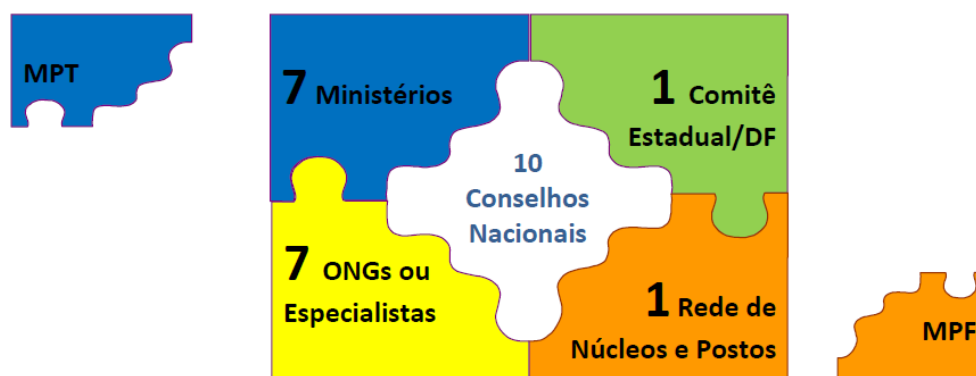 MPT
7 Ministérios
1 Comitê
Estadual/DF
10
Conselhos
Nacionais
7 ONGs ou
Especialistas
1 Rede de
Núcleos e Postos
MPF